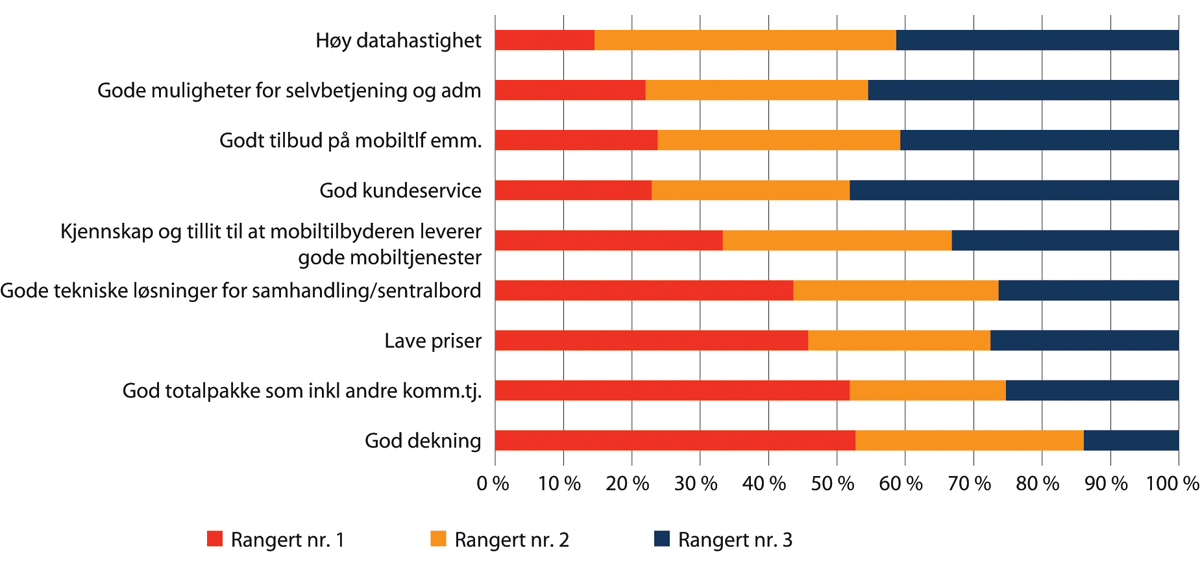 Høy datahastighet
Gode muligheter for selvbetjening og adm
Godt tilbud på mobiltlf emm.
God kundeservice
Kjennskap og tillit til at mobiltilbyderen leverer
gode mobiltjenester
Gode tekniske løsninger for samhandling/sentralbord
Lave priser
God totalpakke som inkl andre komm.tj.
God dekning
0 % 10 % 20 % 30 % 40 % 50 % 60 % 70 % 80 % 90 % 100 %
Rangert nr. 1 Rangert nr. 2 Rangert nr. 3